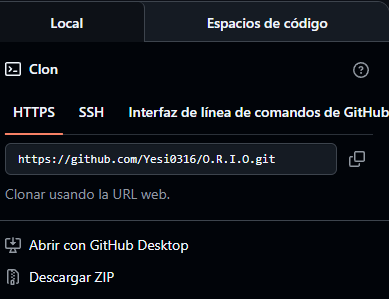 Local
Espacios de código
Clon
HTTPS
SSH
Interfaz de línea de comandos de GitHub
https://github.com/Yesi0316/O.R.I.O.git
Clonar usando la URL web.
Abrir con GitHub Desktop
Descargar ZIP